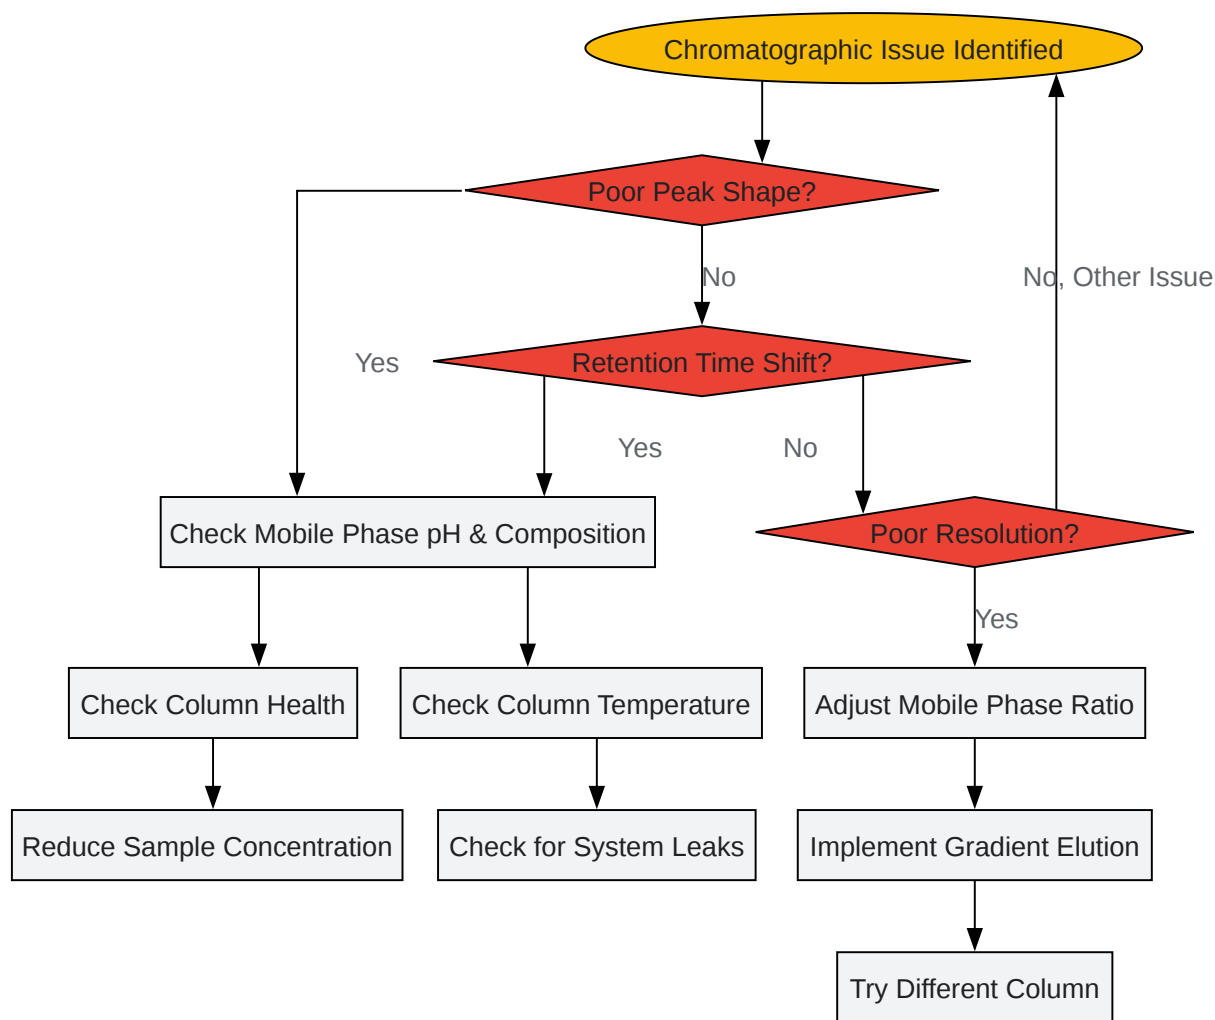 Chromatographic Issue Identified
Poor Peak Shape?
No
No, Other Issue
Yes
Retention Time Shift?
Yes
No
Check Mobile Phase pH & Composition
Poor Resolution?
Yes
Check Column Health
Check Column Temperature
Adjust Mobile Phase Ratio
Reduce Sample Concentration
Check for System Leaks
Implement Gradient Elution
Try Different Column